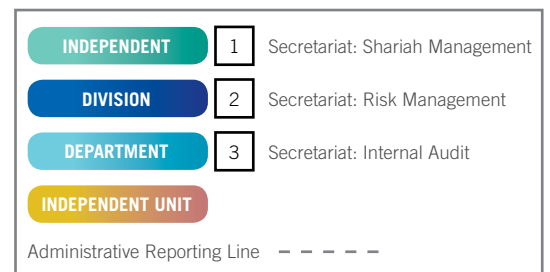 INDEPENDENT 1 Secretariat: Shariah Management
DIVISION 2 Secretariat: Risk Management
DEPARTMENT 3 Secretariat: Internal Audit
INDEPENDENT UNIT
Administrative Reporting Line